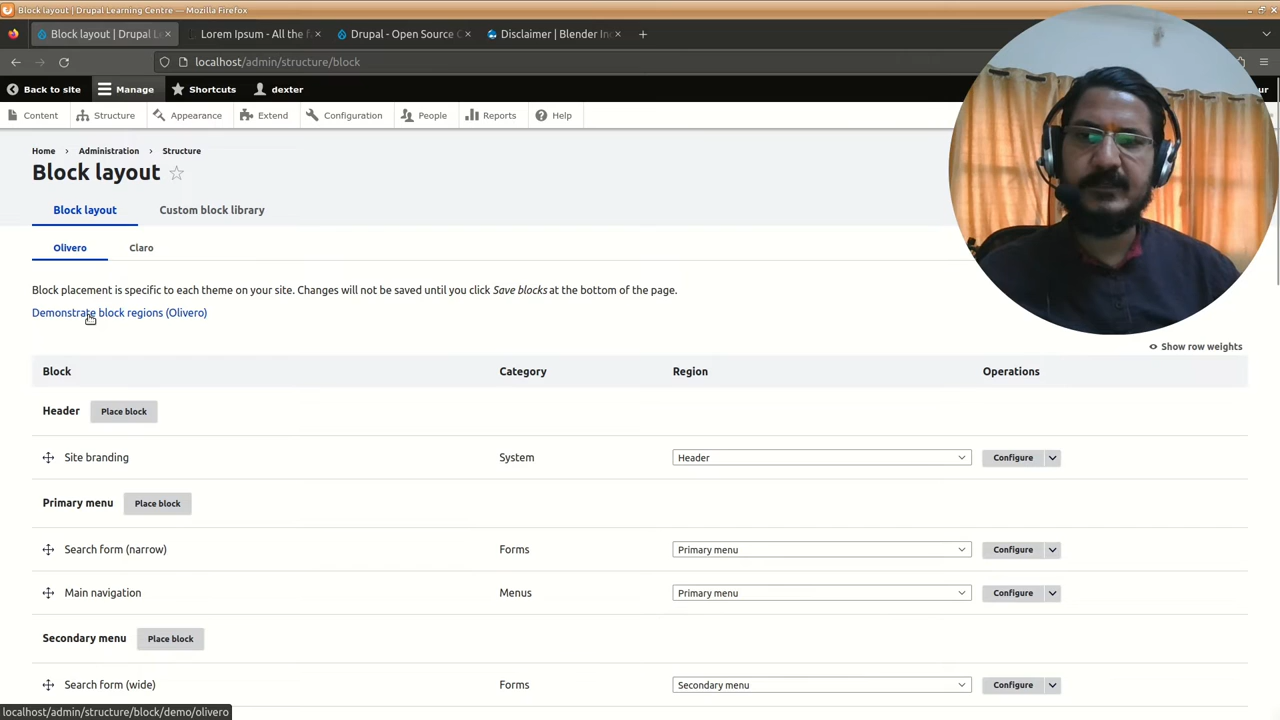 Block layout | Drupal Learning Centre — Mozilla Firefox
Block layout | Drupal Le
Lorem Ipsum - All the f
Drupal - Open Source C
Disclaimer | Blender In
localhost/admin/structure/block
Back to site
Manage
Shortcuts
dexter
Content
Structure
Appearance
Extend
Configuration
People
Reports
Help
Home › Administration › Structure
Block layout
Block layout
Custom block library
Olivero
Claro
Block placement is specific to each theme on your site. Changes will not be saved until you click Save blocks at the bottom of the page.
Demonstrate block regions (Olivero)
Show row weights
Block Category Region Operations
Header Place block
Site branding System Header Configure
Primary menu Place block
Search form (narrow) Forms Primary menu Configure
Main navigation Menus Primary menu Configure
Secondary menu Place block
Search form (wide) Forms Secondary menu Configure
localhost/admin/structure/block/demo/olivero